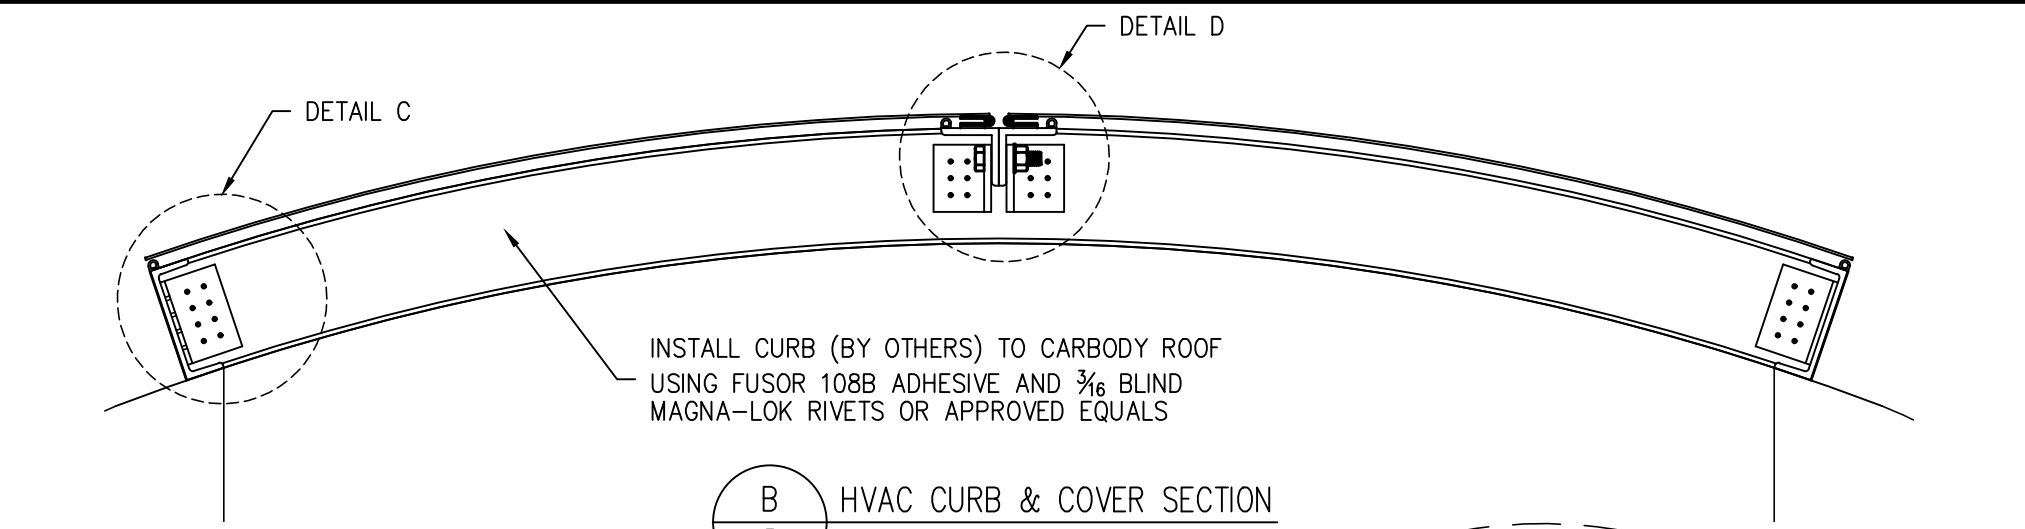 DETAIL D
DETAIL C
INSTALL CURB (BY OTHERS) TO CARBODY ROOF
USING FUSOR 108B ADHESIVE AND 3/16 BLIND
MAGNA-LOK RIVETS OR APPROVED EQUALS
B
HVAC CURB & COVER SECTION